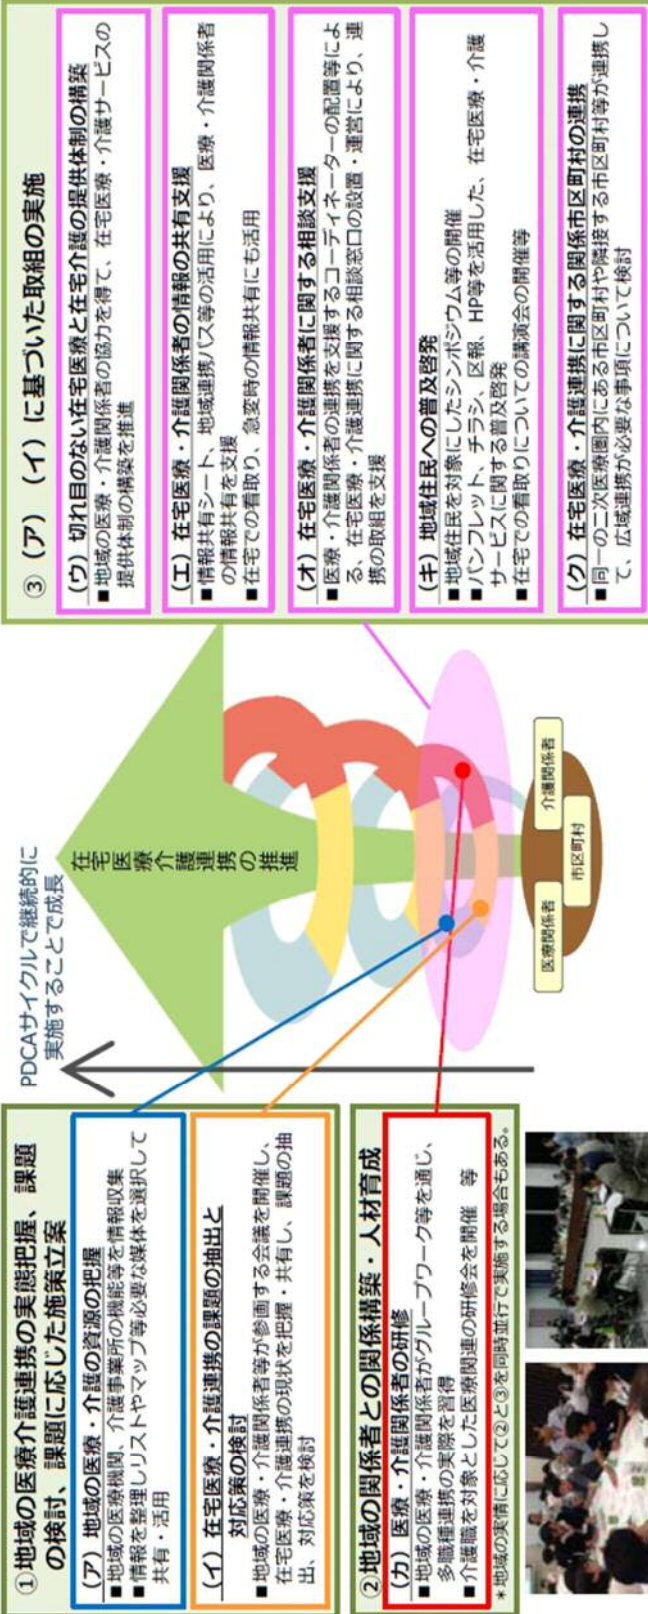 ①地域の医療介護連携の実態把握、課題
の検討、課題に応じた施策立案
(ア)地域の医療・介護の資源の把握
■地域の医療機関、介護事業所の機能等を情報収集
■情報を整理しリストやマップ等必要な媒体を選択して
共有・活用
(イ)在宅医療・介護連携の課題の抽出と
対応策の検討
■地域の医療・介護関係者等が参画する会議を開催し、
在宅医療・介護連携の現状を把握・共有し、課題の抽
出、対応策を検討
②地域の関係者との関係構築・人材育成
(カ)医療・介護関係者の研修
■地域の医療・介護関係者がグループワーク等を通じ、
多職種連携の実際を習得
■介護職を対象とした医療関連の研修会を開催 等
*地域の実情に応じて②と③を同時並行で実施する場合もある。
PDCAサイクルで継続的に
実施することで成長
在宅医療介護連携の推進
医療関係者
介護関係者
市区町村
③(ア)(イ)に基づいた取組の実施
(ウ)切れ目のない在宅医療と在宅介護の提供体制の構築
■地域の医療・介護関係者の協力を得て、在宅医療・介護サービスの
提供体制の構築を推進
(エ)在宅医療・介護関係者の情報の共有支援
■情報共有シート、地域連携パス等の活用により、医療・介護関係者
の情報共有を支援
■在宅での看取り、急変時の情報共有にも活用
(オ)在宅医療・介護関係者に関する相談支援
■医療・介護関係者の連携を支援するコーディネーターの配置等によ
る、在宅医療・介護連携に関する相談窓口の設置・運営により、連
携の取組を支援
(キ)地域住民への普及啓発
■地域住民を対象にしたシンポジウム等の開催
■パンフレット、チラシ、区報、HP等を活用した、在宅医療・介護
サービスに関する普及啓発
■在宅での看取りについての講演会の開催等
(ク)在宅医療・介護連携に関する関係市区町村の連携
■同一の二次医療圏内にある市区町村や隣接する市区町村等が連携し
て、広域連携が必要な事項について検討